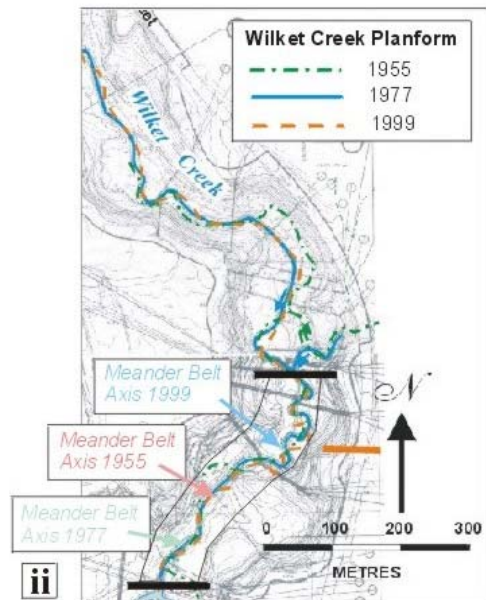 Wilket Creek Planform
1955
1977
1999
Wilket
Creek
Meander Belt
Axis 1999
Meander Belt
Axis 1955
Meander Belt
Axis 1977
N
0 100 200 300
METRES
ii